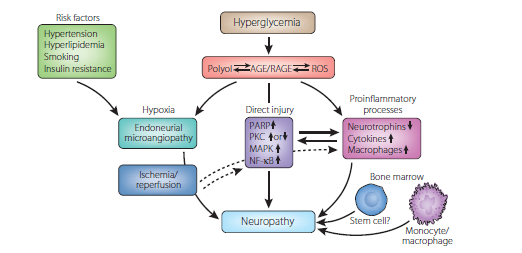 Risk factors
Hypertension
Hyperlipidemia
Smoking
Insulin resistance
Hyperglycemia
Polyol AGE/RAGE ROS
Hypoxia
Endoneurial
microangiopathy
Ischemia/
reperfusion
Direct injury
PARP
PKC or
MAPK
NF-κB
Proinflammatory
processes
Neurotrophins
Cytokines
Macrophages
Neuropathy
Bone marrow
Stem cell?
Monocyte/
macrophage